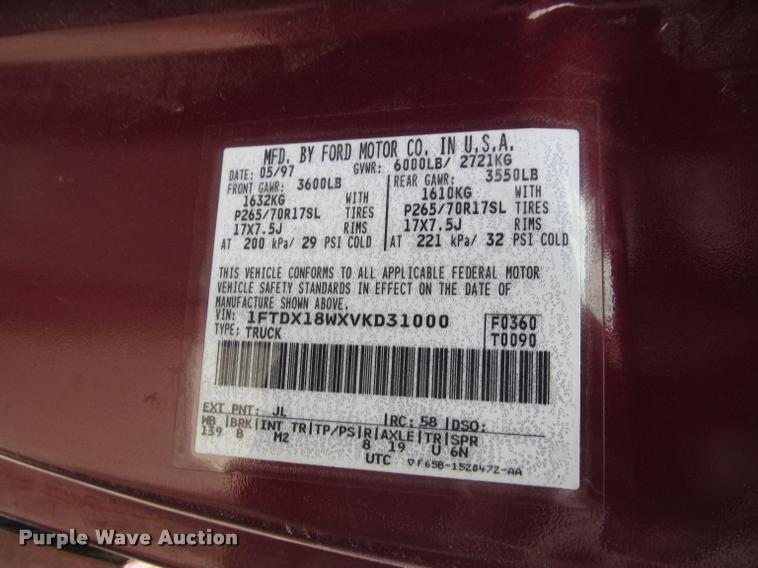 MFD. BY FORD MOTOR CO. IN U.S.A.
DATE: 05/97 GVWR: 6000LB/ 2721KG
FRONT GAWR: 3600LB REAR GAWR: 3550LB
1632KG WITH 1610KG WITH
P265/70R17SL TIRES P265/70R17SL TIRES
17X7.5J RIMS 17X7.5J RIMS
AT 200 kPa/ 29 PSI COLD AT 221 kPa/ 32 PSI COLD
THIS VEHICLE CONFORMS TO ALL APPLICABLE FEDERAL MOTOR
VEHICLE SAFETY STANDARDS IN EFFECT ON THE DATE OF
MANUFACTURE SHOWN ABOVE.
VIN: 1FTDX18WXVKD31000 F0360
TYPE: TRUCK T0090
EXT PNT: JL RC: 58 DSO:
WB |BRK|INT TR|TP/PS|R|AXLE|TR|SPR
139 B M2 8 19 U 6N
UTC F65B-1520472-AA
Purple Wave Auction